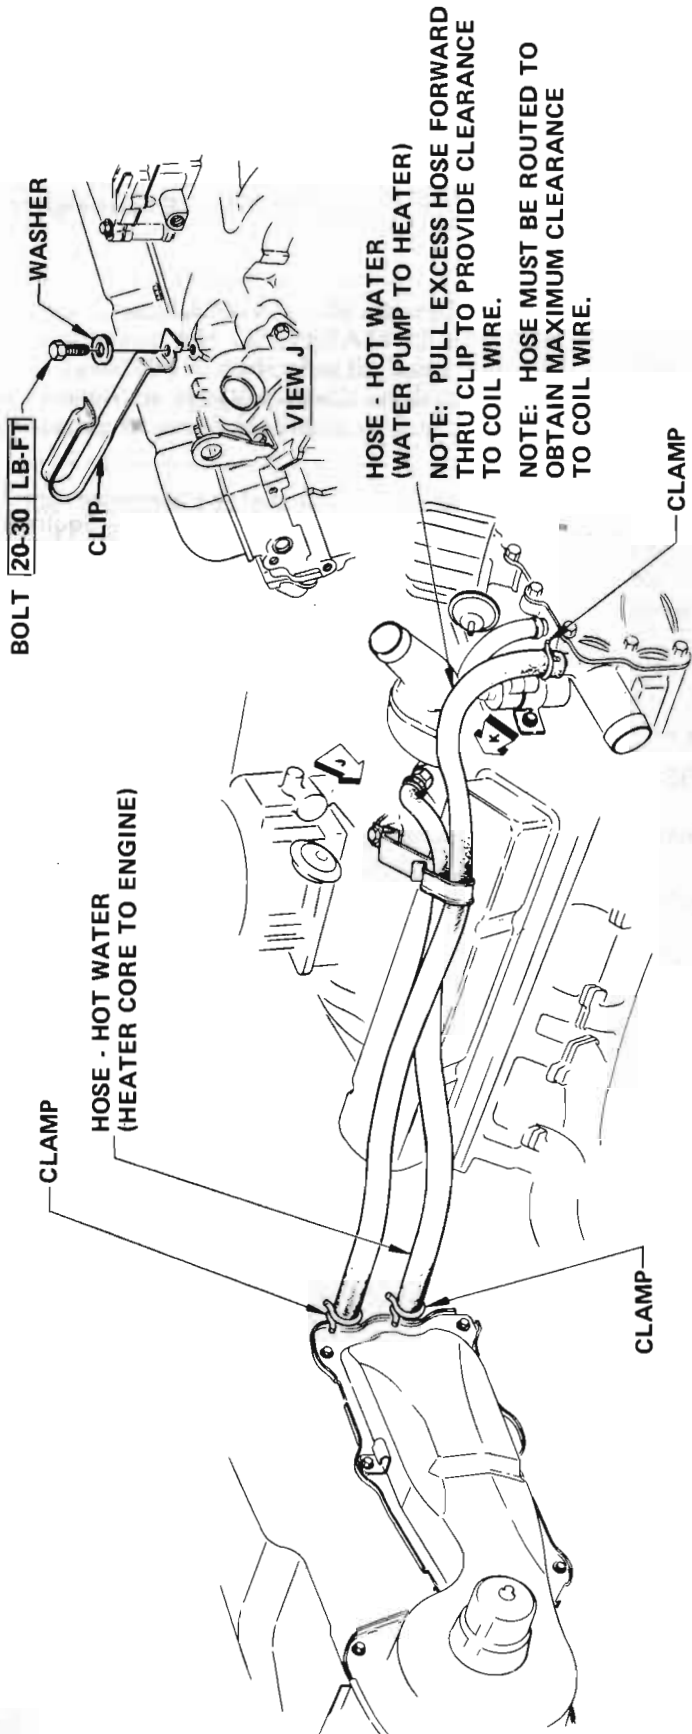 BOLT 20-30 LB-FT
WASHER
CLIP
VIEW J
HOSE - HOT WATER
(WATER PUMP TO HEATER)
NOTE: PULL EXCESS HOSE FORWARD
THRU CLIP TO PROVIDE CLEARANCE
TO COIL WIRE.
NOTE: HOSE MUST BE ROUTED TO
OBTAIN MAXIMUM CLEARANCE
TO COIL WIRE.
CLAMP
HOSE - HOT WATER
(HEATER CORE TO ENGINE)
J
K
CLAMP
CLAMP